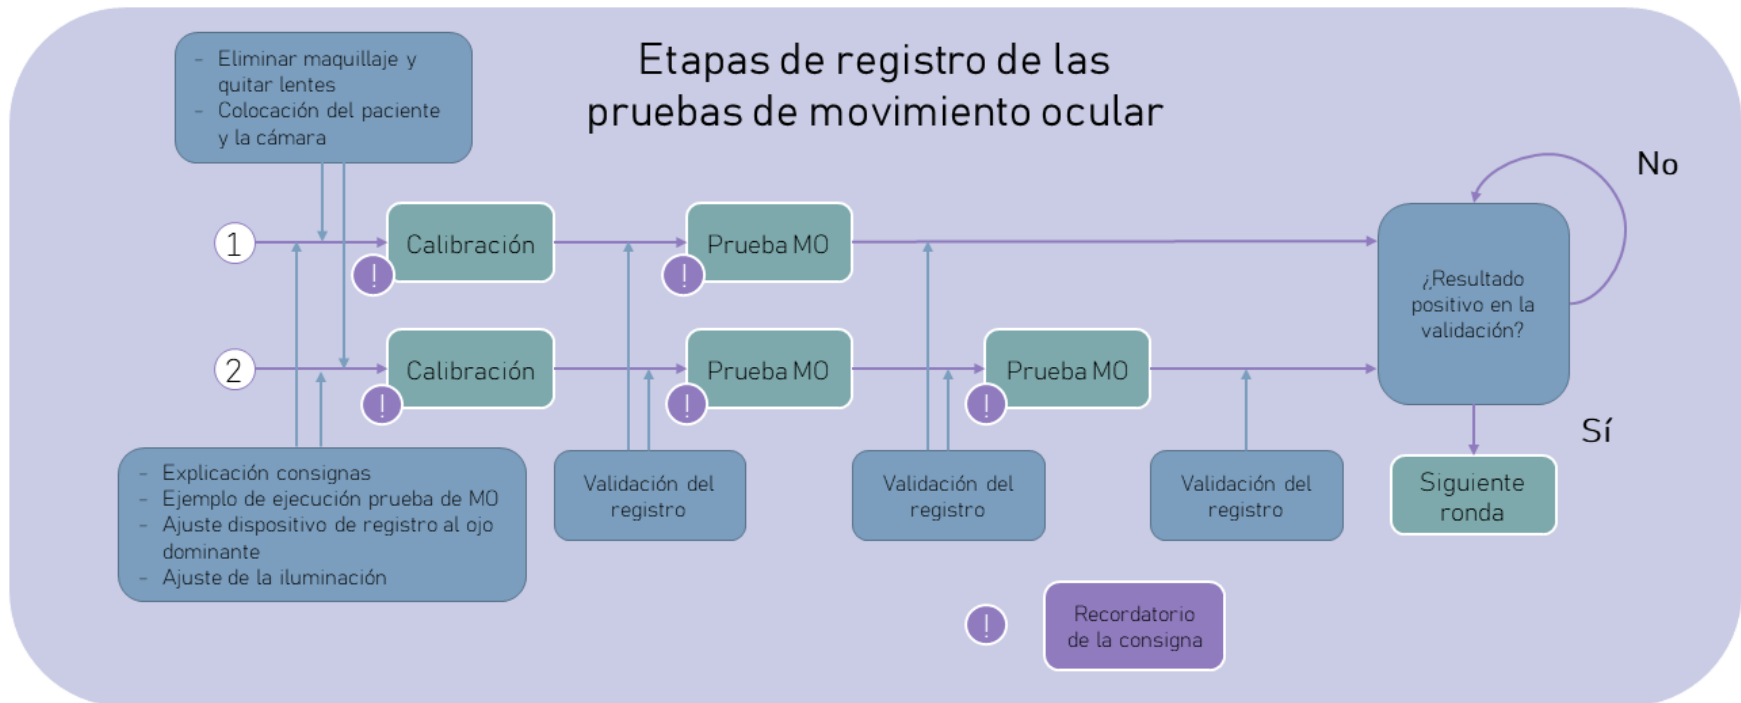 Etapas de registro de las
pruebas de movimiento ocular
- Eliminar maquillaje y
quitar lentes
- Colocación del paciente
y la cámara
No
1
Calibración
!
Prueba MO
!
¿Resultado
positivo en la
validación?
2
Calibración
!
Prueba MO
!
Prueba MO
!
Sí
- Explicación consignas
- Ejemplo de ejecución prueba de MO
- Ajuste dispositivo de registro al ojo
dominante
- Ajuste de la iluminación
Validación del
registro
Validación del
registro
Validación del
registro
Siguiente
ronda
!
Recordatorio
de la consigna